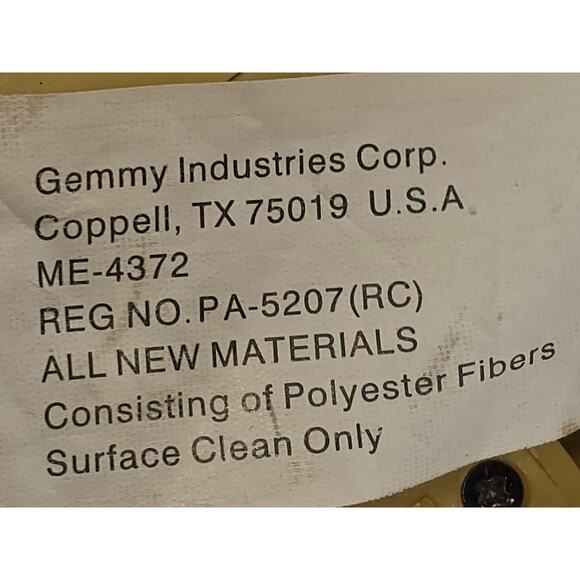 Gemmy Industries Corp.
Coppell, TX 75019 U.S.A
ME-4372
REG NO. PA-5207(RC)
ALL NEW MATERIALS
Consisting of Polyester Fibers
Surface Clean Only